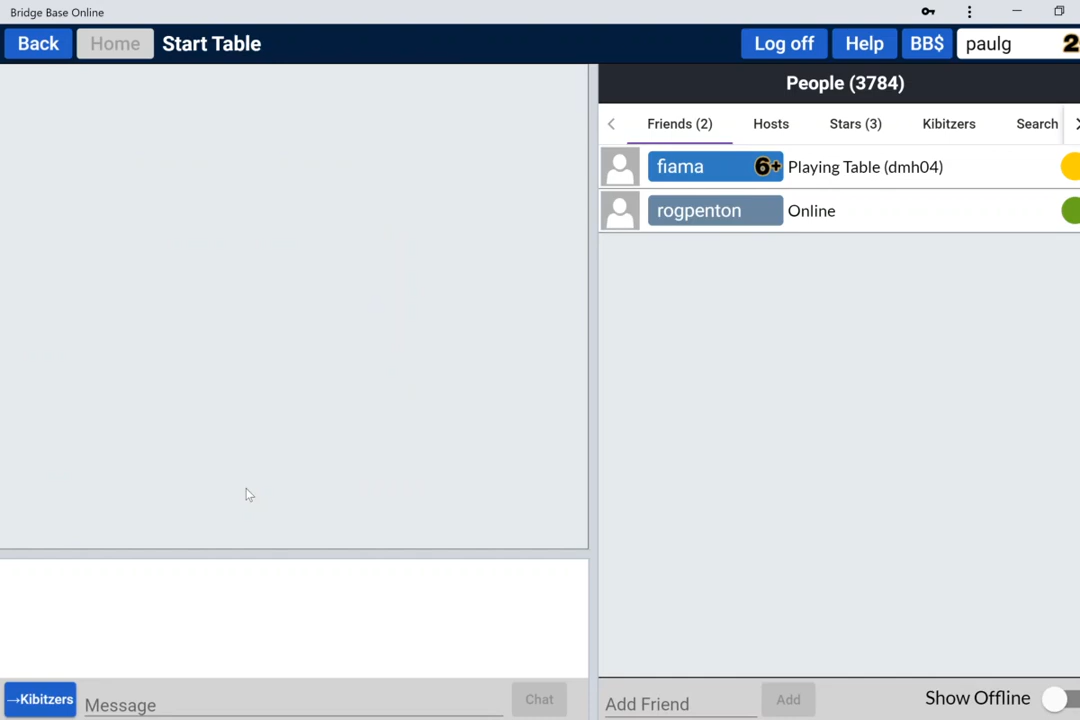 Bridge Base Online
Back Home Start Table Log off Help BB$ paulg 2
People (3784)
Friends (2) Hosts Stars (3) Kibitzers Search
fiama 6+ Playing Table (dmh04)
rogpenton Online
→Kibitzers Message Chat Add Friend Add Show Offline